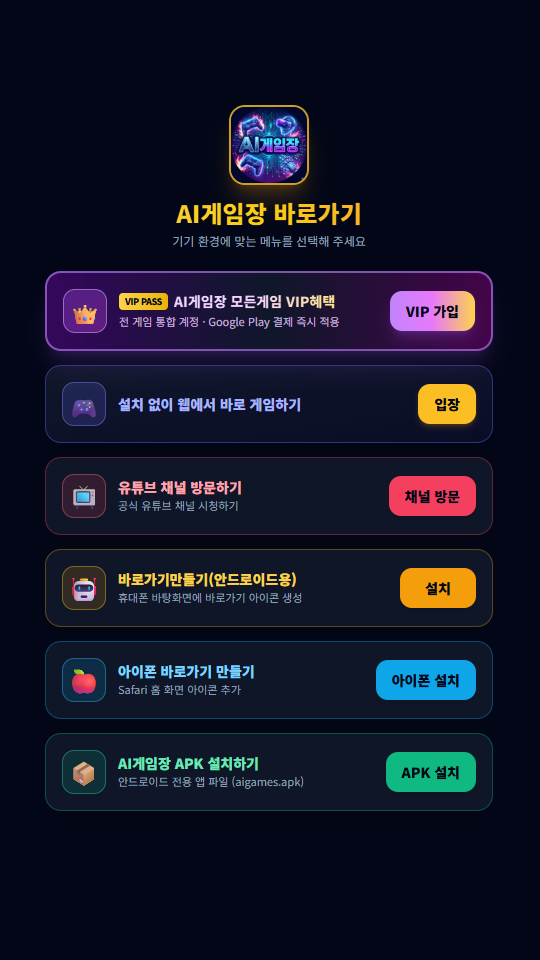 AI게임장
AI게임장 바로가기
기기 환경에 맞는 메뉴를 선택해 주세요
VIP PASS AI게임장 모든게임 VIP혜택
전 게임 통합 계정 · Google Play 결제 즉시 적용
VIP 가입
설치 없이 웹에서 바로 게임하기
입장
유튜브 채널 방문하기
공식 유튜브 채널 시청하기
채널 방문
바로가기만들기(안드로이드용)
휴대폰 바탕화면에 바로가기 아이콘 생성
설치
아이폰 바로가기 만들기
Safari 홈 화면 아이콘 추가
아이폰 설치
AI게임장 APK 설치하기
안드로이드 전용 앱 파일 (aigames.apk)
APK 설치